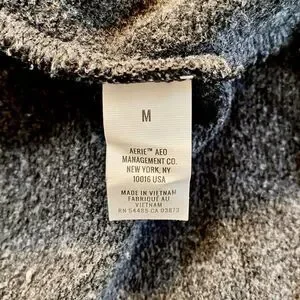 M
AERIE™ AEO
MANAGEMENT CO.
NEW YORK, NY
10016 USA
MADE IN VIETNAM
FABRIQUÉ AU
VIETNAM
RN 54485 CA 03873